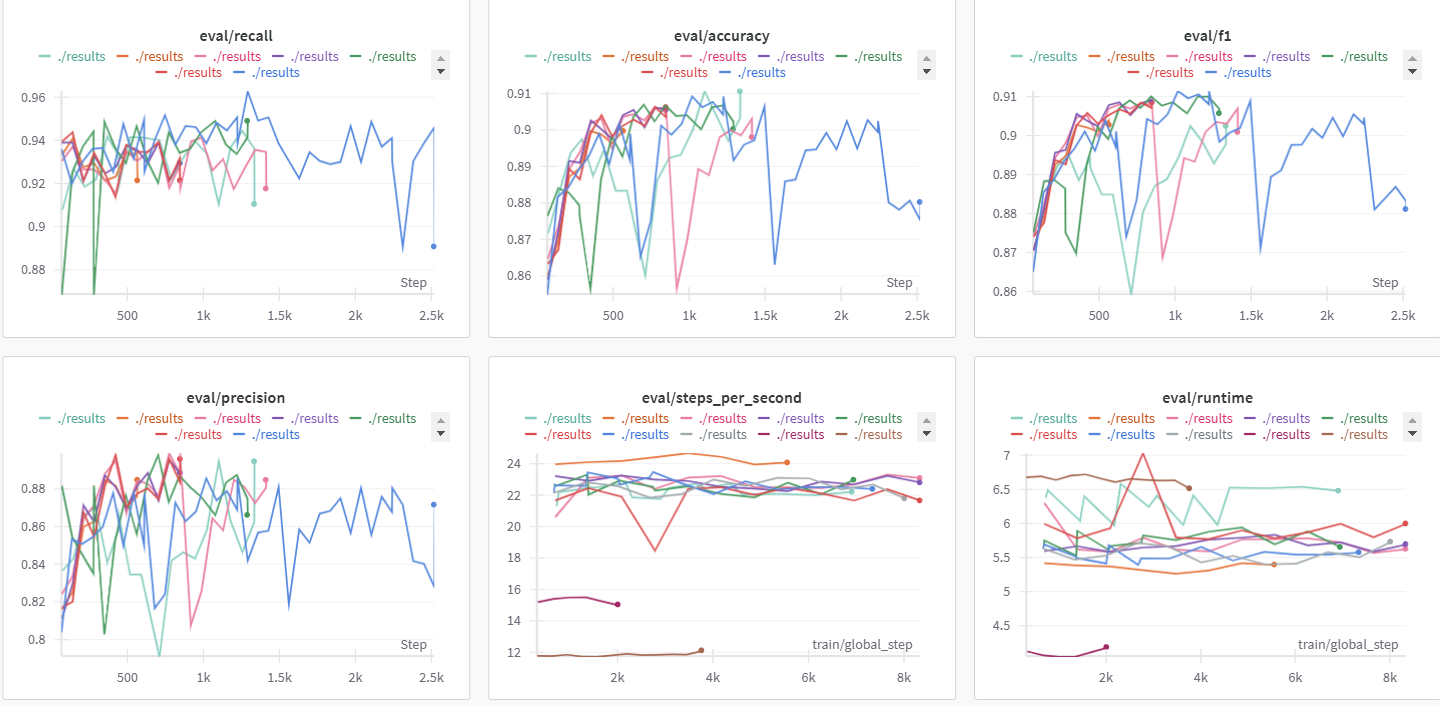 eval/recall
./results ./results ./results ./results ./results
./results ./results
0.96
0.94
0.92
0.9
0.88
Step
500 1k 1.5k 2k 2.5k
eval/accuracy
./results ./results ./results ./results ./results
./results ./results
0.91
0.9
0.89
0.88
0.87
0.86
Step
500 1k 1.5k 2k 2.5k
eval/f1
./results ./results ./results ./results ./results
./results ./results
0.91
0.9
0.89
0.88
0.87
0.86
Step
500 1k 1.5k 2k 2.5k
eval/precision
./results ./results ./results ./results ./results
./results ./results
0.88
0.86
0.84
0.82
0.8
Step
500 1k 1.5k 2k 2.5k
eval/steps_per_second
./results ./results ./results ./results ./results
./results ./results ./results ./results ./results
24
22
20
18
16
14
12
train/global_step
2k 4k 6k 8k
eval/runtime
./results ./results ./results ./results ./results
./results ./results ./results ./results ./results
7
6.5
6
5.5
5
4.5
train/global_step
2k 4k 6k 8k